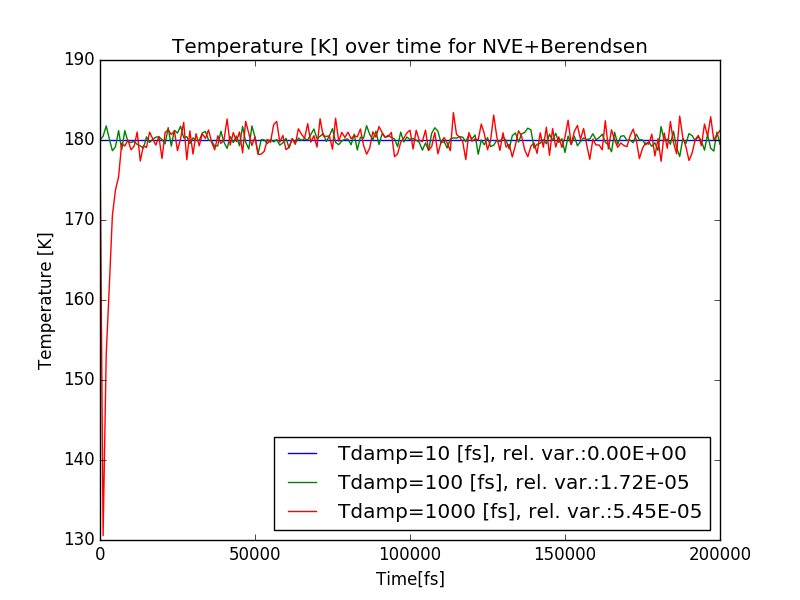 Temperature [K] over time for NVE+Berendsen
190
180
170
160
150
140
130
Temperature [K]
Tdamp=10 [fs], rel. var.:0.00E+00
Tdamp=100 [fs], rel. var.:1.72E-05
Tdamp=1000 [fs], rel. var.:5.45E-05
0 50000 100000 150000 200000
Time[fs]